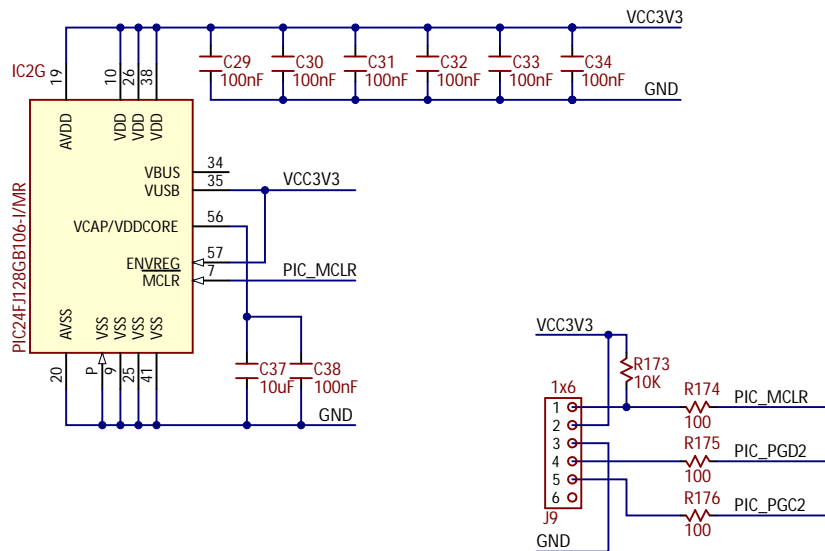 VCC3V3
IC2G
19
10
26
38
C29
100nF
C30
100nF
C31
100nF
C32
100nF
C33
100nF
C34
100nF
GND
AVDD
VDD
VDD
VDD
VBUS
34
VUSB
35
VCC3V3
VCAP/VDDCORE
56
ENVREG
57
MCLR
7
PIC_MCLR
PIC24FJ128GB106-I/MR
AVSS
VSS
VSS
VSS
VSS
20
P
9
25
41
C37
10uF
C38
100nF
GND
VCC3V3
R173
10K
1x6
1
2
3
4
5
6
J9
R174
100
PIC_MCLR
R175
100
PIC_PGD2
R176
100
PIC_PGC2
GND